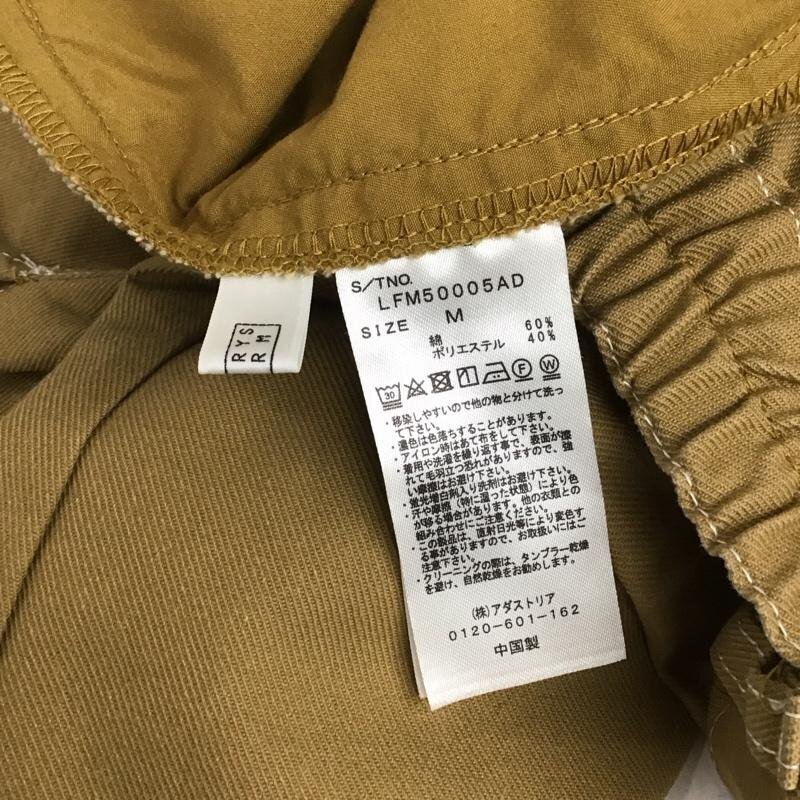 S/TNO.
LFM50005AD
SIZE M
綿 60%
ポリエステル 40%
30
F W
・移染しやすいので他の物と分けて洗っ
て下さい。
・濃色は色落ちすることがあります。
・アイロン時はあて布をして下さい。
・着用や洗濯を繰り返す事で、表面が擦
れて毛羽立つ恐れがありますので、強
い摩擦はお避け下さい。
・蛍光増白剤入り洗剤はお避け下さい。
・汗や摩擦(特に湿った状態)により色
が移る場合があります。他の衣類との
組み合わせにご注意ください。
・この製品は、直射日光等により変色す
る事がありますので、お取扱いにはご
注意下さい。
・クリーニングの際は、タンブラー乾燥
を避け、自然乾燥をお勧めします。
(株)アダストリア
0120-601-162
中国製
RYS
RM